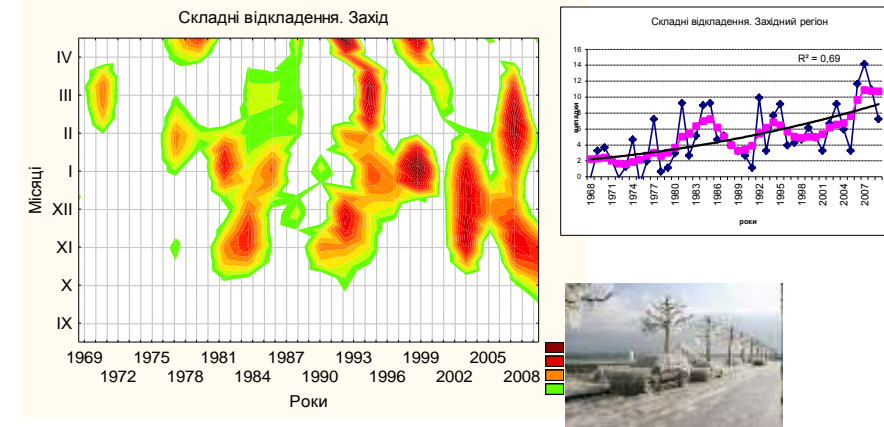 Складні відкладення. Захід
Місяці
IV
III
II
I
XII
XI
X
IX
1969 1975 1981 1987 1993 1999 2005
1972 1978 1984 1990 1996 2002 2008
Роки
Складні відкладення. Західний регіон
R² = 0,69
випадки
16
14
12
10
8
6
4
2
0
1968 1971 1974 1977 1980 1983 1986 1989 1992 1995 1998 2001 2004 2007
роки